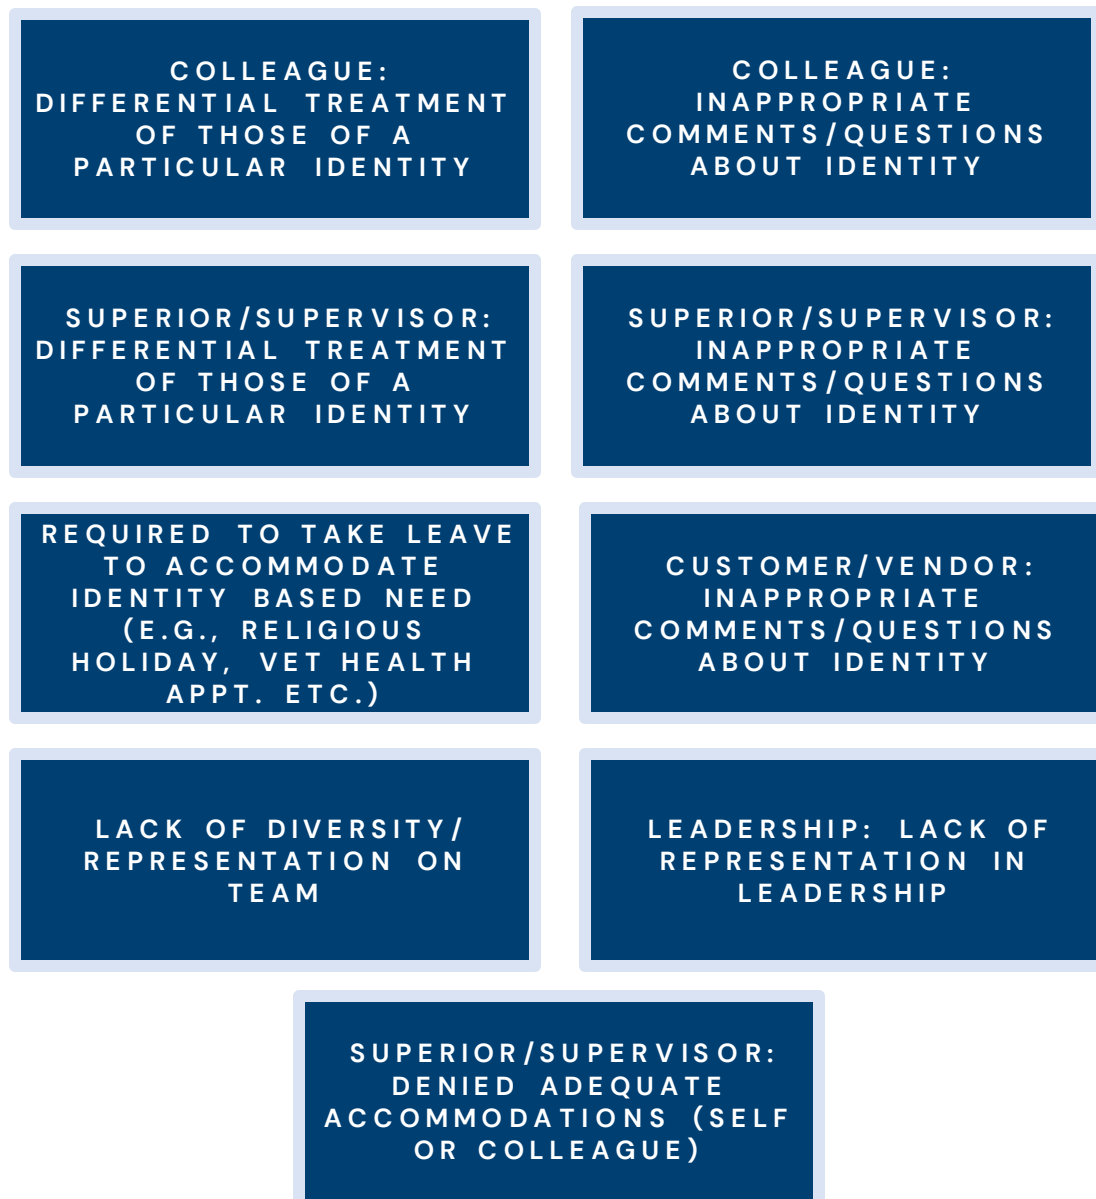 COLLEAGUE:
DIFFERENTIAL TREATMENT
OF THOSE OF A
PARTICULAR IDENTITY
COLLEAGUE:
INAPPROPRIATE
COMMENTS/QUESTIONS
ABOUT IDENTITY
SUPERIOR/SUPERVISOR:
DIFFERENTIAL TREATMENT
OF THOSE OF A
PARTICULAR IDENTITY
SUPERIOR/SUPERVISOR:
INAPPROPRIATE
COMMENTS/QUESTIONS
ABOUT IDENTITY
REQUIRED TO TAKE LEAVE
TO ACCOMMODATE
IDENTITY BASED NEED
(E.G., RELIGIOUS
HOLIDAY, VET HEALTH
APPT. ETC.)
CUSTOMER/VENDOR:
INAPPROPRIATE
COMMENTS/QUESTIONS
ABOUT IDENTITY
LACK OF DIVERSITY/
REPRESENTATION ON
TEAM
LEADERSHIP: LACK OF
REPRESENTATION IN
LEADERSHIP
SUPERIOR/SUPERVISOR:
DENIED ADEQUATE
ACCOMMODATIONS (SELF
OR COLLEAGUE)